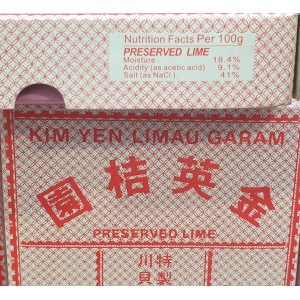 Nutrition Facts Per 100g
PRESERVED LIME
Moisture 18.4%
Acidity (as acetic acid) 9.1%
Salt (as NaCl) 41%
KIM YEN LIMAU GARAM
金英桔園
PRESERVED LIME
特製
川貝